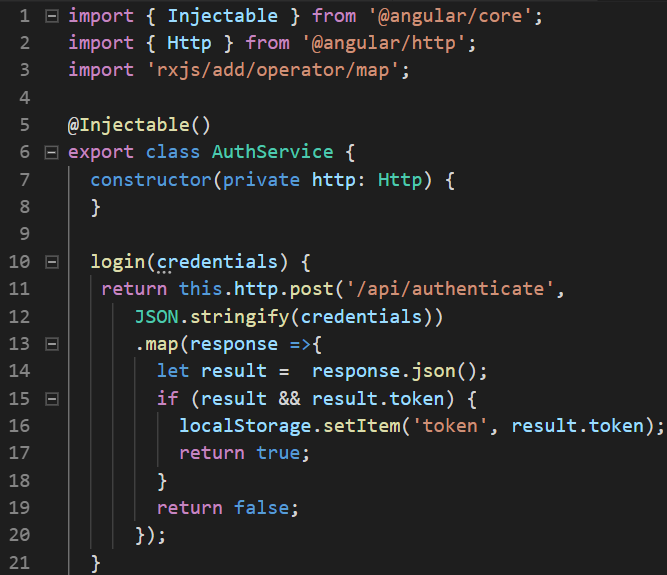 1 import { Injectable } from '@angular/core';
2 import { Http } from '@angular/http';
3 import 'rxjs/add/operator/map';
4
5 @Injectable()
6 export class AuthService {
7 constructor(private http: Http) {
8 }
9
10 login(credentials) {
11 return this.http.post('/api/authenticate',
12 JSON.stringify(credentials))
13 .map(response =>{
14 let result =  response.json();
15 if (result && result.token) {
16 localStorage.setItem('token', result.token);
17 return true;
18 }
19 return false;
20 });
21 }